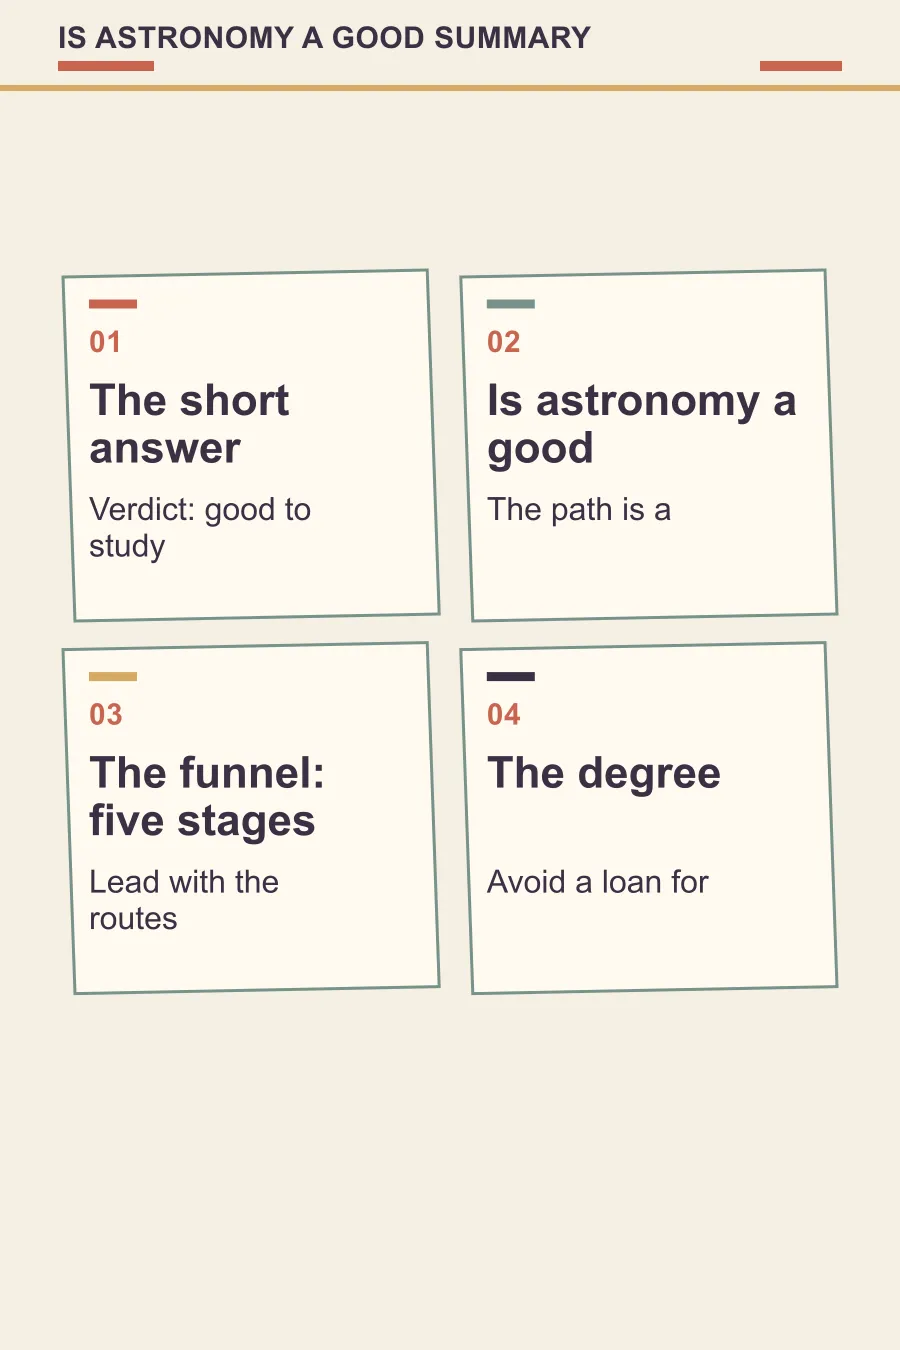 IS ASTRONOMY A GOOD SUMMARY
01
The short
answer
Verdict: good to
study
02
Is astronomy a
good
The path is a
03
The funnel:
five stages
Lead with the
routes
04
The degree
Avoid a loan for